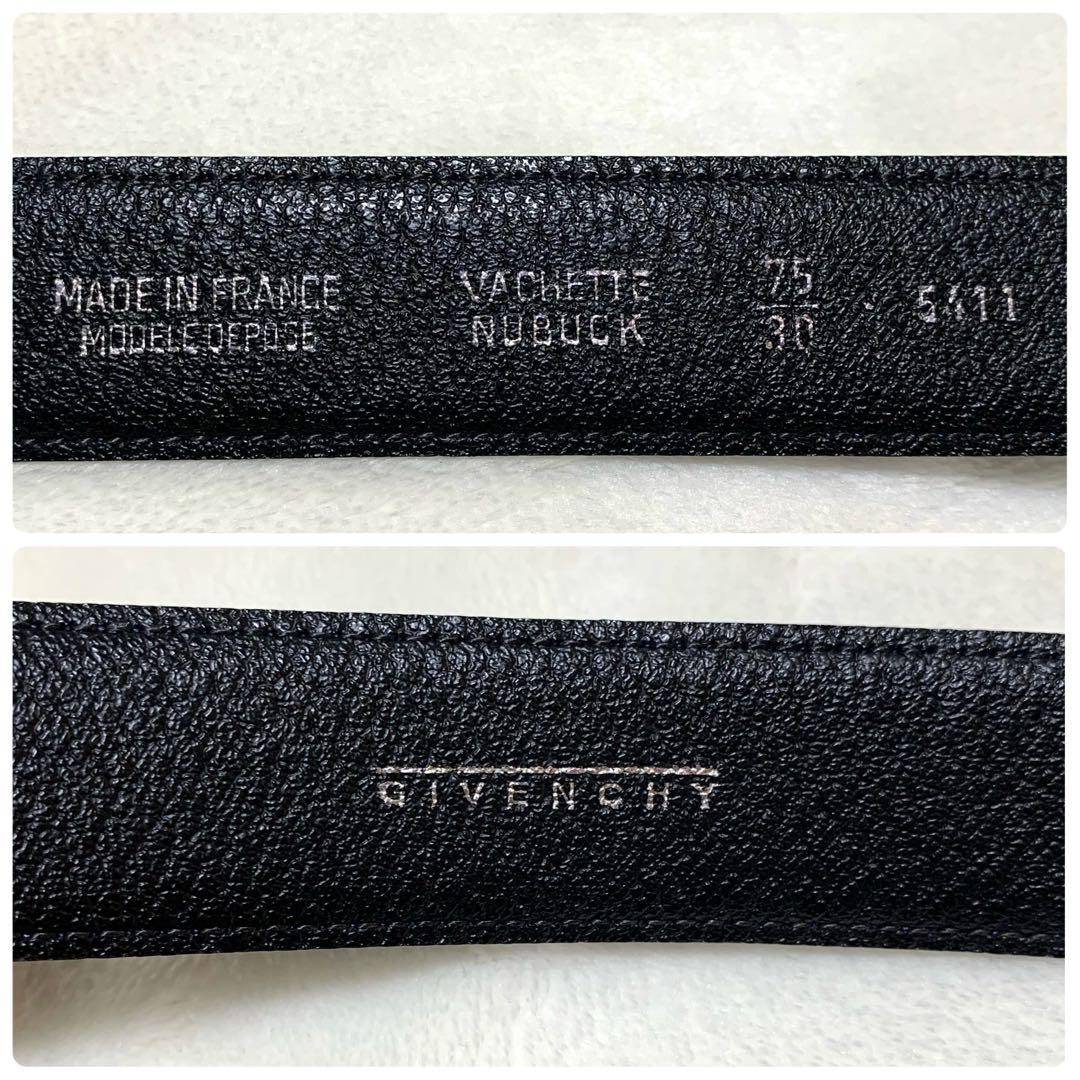 MADE IN FRANCE
MODELE DEPOSE
VACHETTE
NUBUCK
75
30
5411
GIVENCHY